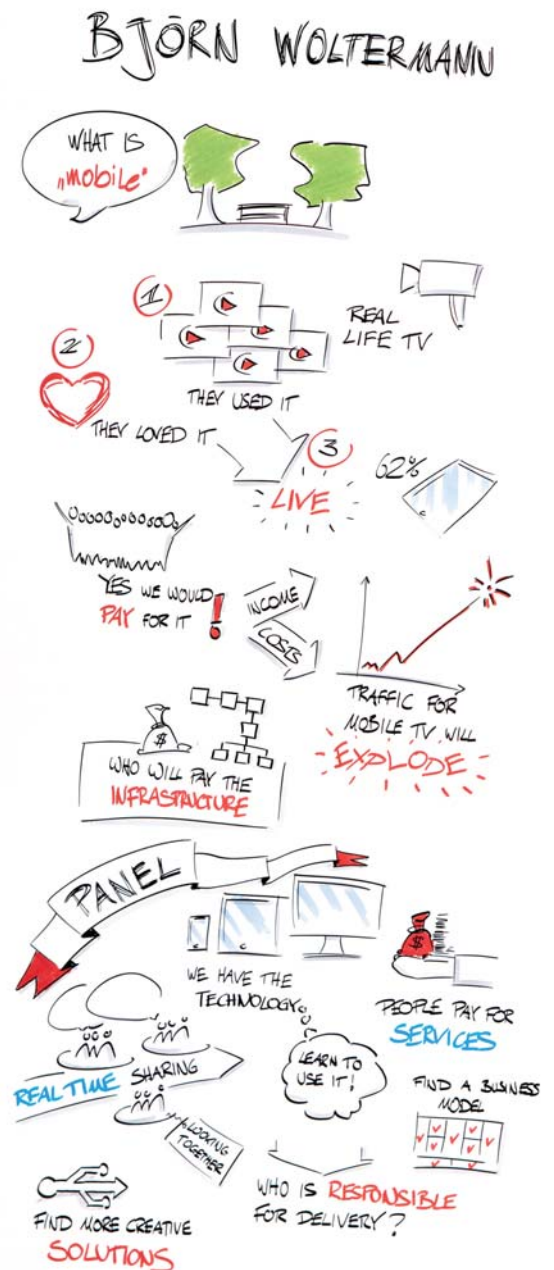 BJÖRN WOLTERMANN
WHAT IS
„mobile"
1
REAL
LIFE TV
2
THEY USED IT
THEY LOVED IT
3
62%
LIVE
YES WE WOULD
PAY FOR IT !
INCOME
COSTS
TRAFFIC FOR
MOBILE TV WILL
EXPLODE
$
WHO WILL PAY THE
INFRASTRUCTURE
PANEL
WE HAVE THE
TECHNOLOGY
$
PEOPLE PAY FOR
SERVICES
REAL TIME SHARING
LEARN TO
USE IT!
FIND A BUSINESS
MODEL
LOOKING
TOGETHER
WHO IS RESPONSIBLE
FOR DELIVERY?
FIND MORE CREATIVE
SOLUTIONS